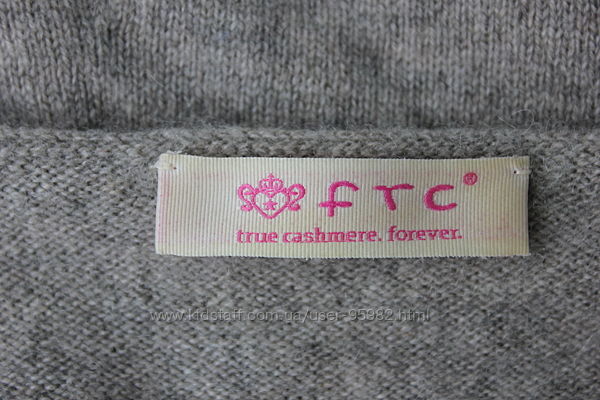 ftc®
true cashmere. forever.
www.kidstaff.com.ua/user-95982.html